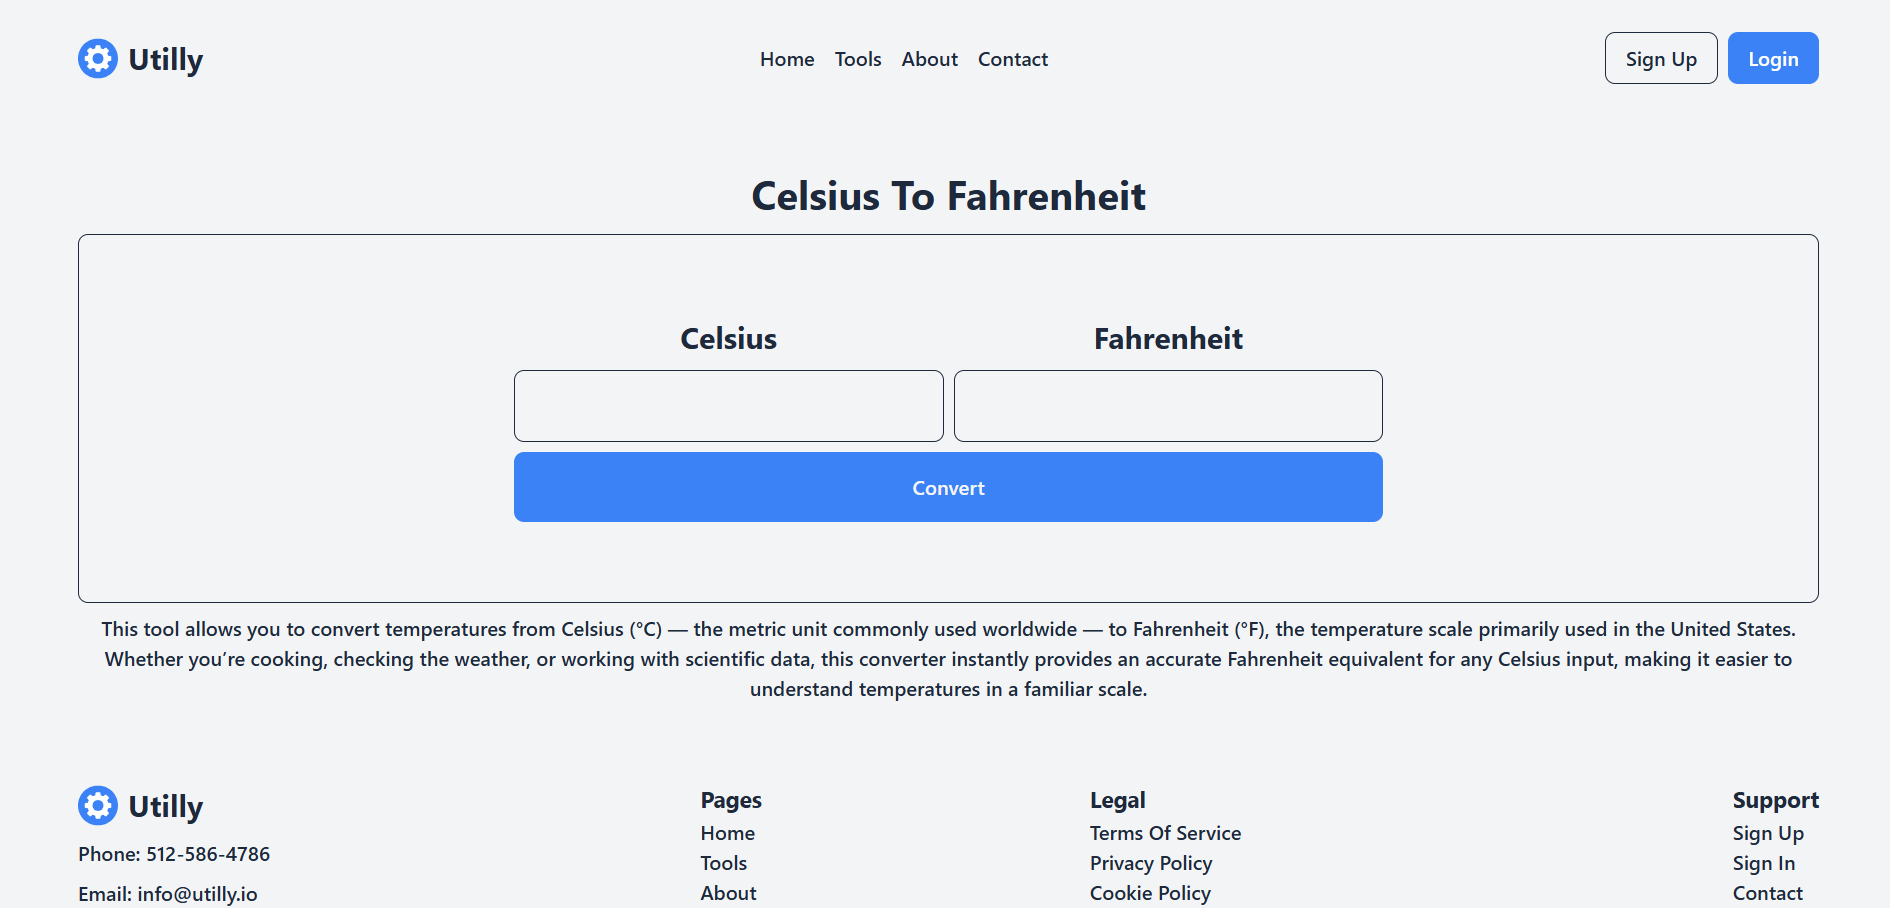 Utilly
Home Tools About Contact
Sign Up Login
Celsius To Fahrenheit
Celsius Fahrenheit
Convert
This tool allows you to convert temperatures from Celsius (°C) — the metric unit commonly used worldwide — to Fahrenheit (°F), the temperature scale primarily used in the United States.
Whether you’re cooking, checking the weather, or working with scientific data, this converter instantly provides an accurate Fahrenheit equivalent for any Celsius input, making it easier to
understand temperatures in a familiar scale.
Utilly
Phone: 512-586-4786
Email: info@utilly.io
Pages
Home
Tools
About
Legal
Terms Of Service
Privacy Policy
Cookie Policy
Support
Sign Up
Sign In
Contact